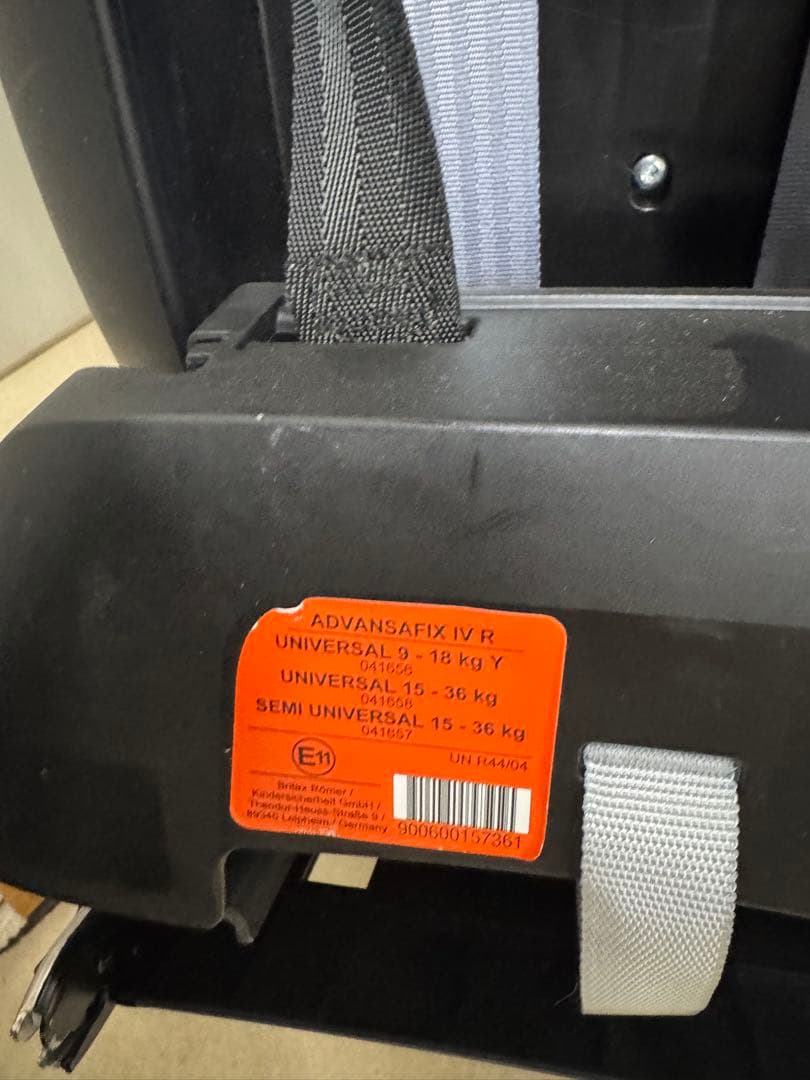 ADVANSAFIX IV R
UNIVERSAL 9 - 18 kg Y
041656
UNIVERSAL 15 - 36 kg
041658
SEMI UNIVERSAL 15 - 36 kg
041657
E11
UN R44/04
Britax Römer /
Kindersicherheit GmbH /
Theodor-Heuss-Straße 9 /
89340 Leipheim / Germany
900600157361